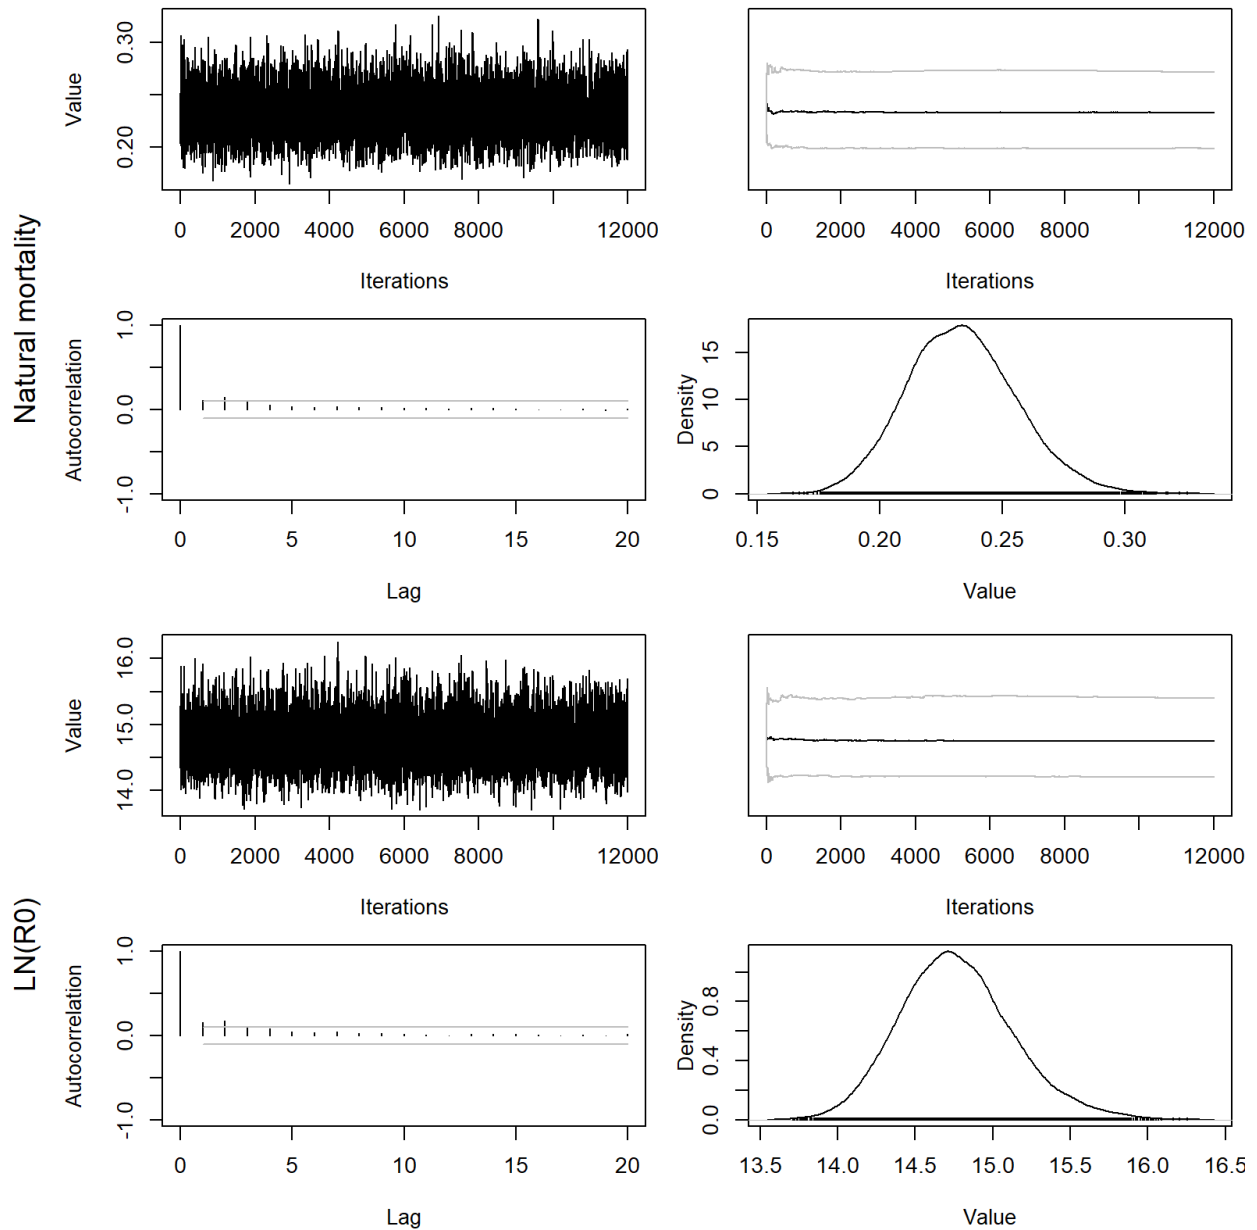 Natural mortality
Value
0.20 0.30
0 2000 4000 6000 8000 12000
Iterations
0 2000 4000 6000 8000 12000
Iterations
Autocorrelation
-1.0 0.0 1.0
0 5 10 15 20
Lag
Density
0 5 10 15
0.15 0.20 0.25 0.30
Value
LN(R0)
Value
14.0 15.0 16.0
0 2000 4000 6000 8000 12000
Iterations
0 2000 4000 6000 8000 12000
Iterations
Autocorrelation
-1.0 0.0 1.0
0 5 10 15 20
Lag
Density
0.0 0.4 0.8
13.5 14.0 14.5 15.0 15.5 16.0 16.5
Value